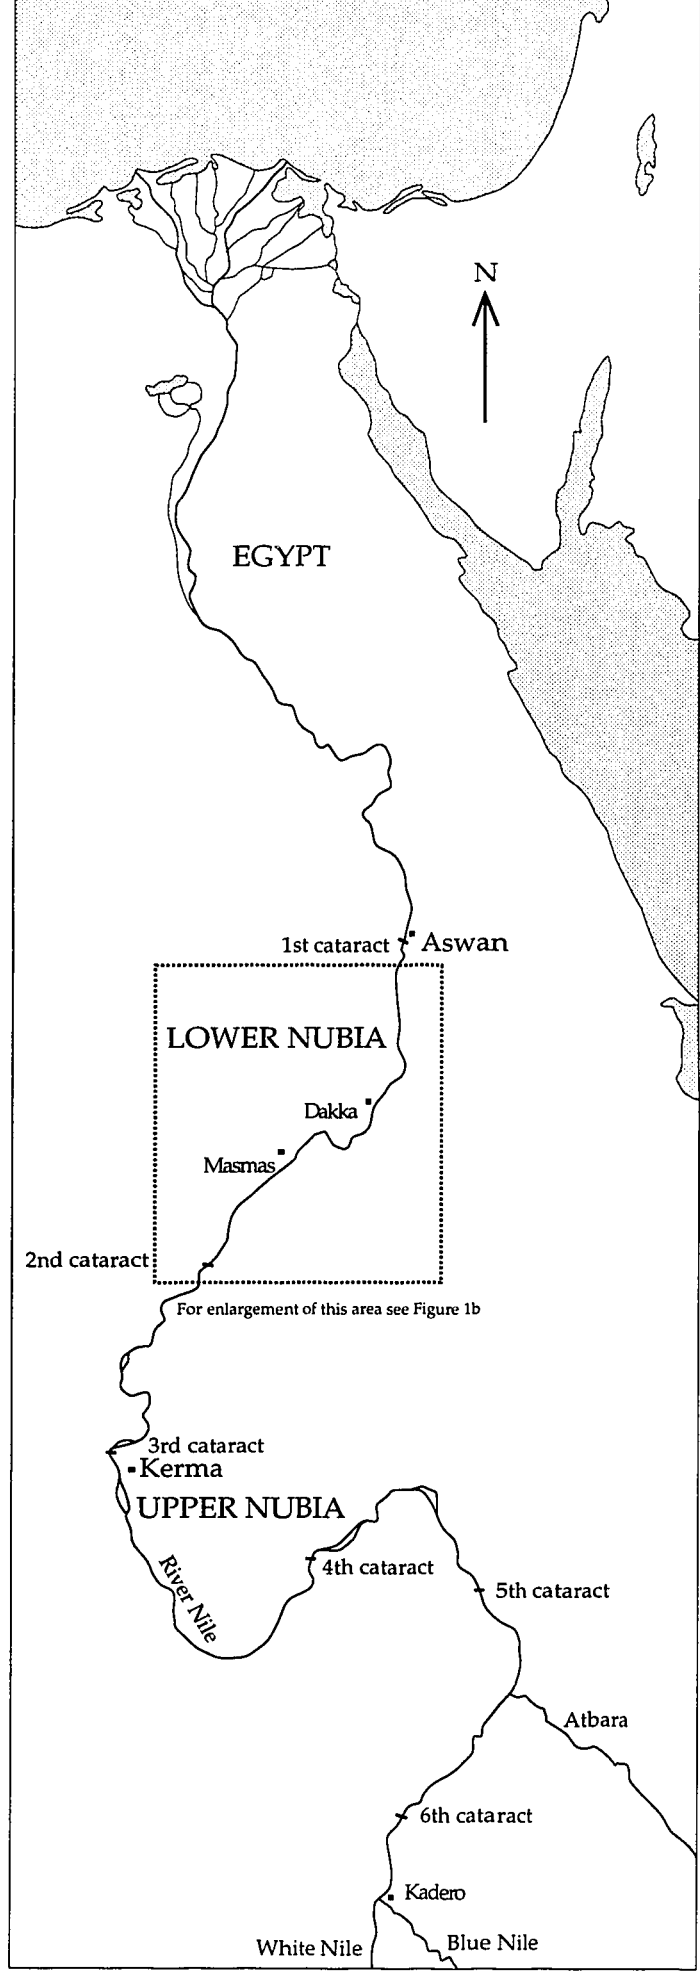 N
EGYPT
1st cataract
Aswan
LOWER NUBIA
Dakka
Masmas
2nd cataract
For enlargement of this area see Figure 1b
3rd cataract
Kerma
UPPER NUBIA
River Nile
4th cataract
5th cataract
Atbara
6th cataract
Kadero
White Nile
Blue Nile